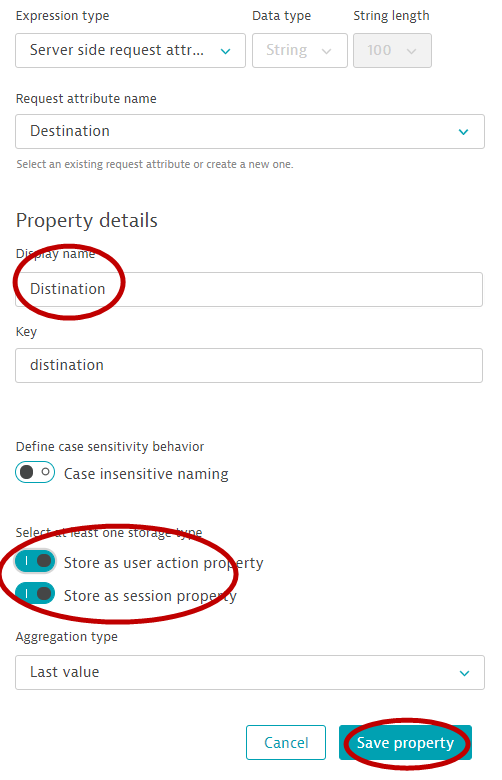 Expression type Data type String length
Server side request attr... String 100
Request attribute name
Destination
Select an existing request attribute or create a new one.
Property details
Display name
Distination
Key
distination
Define case sensitivity behavior
Case insensitive naming
Select at least one storage type
Store as user action property
Store as session property
Aggregation type
Last value
Cancel Save property